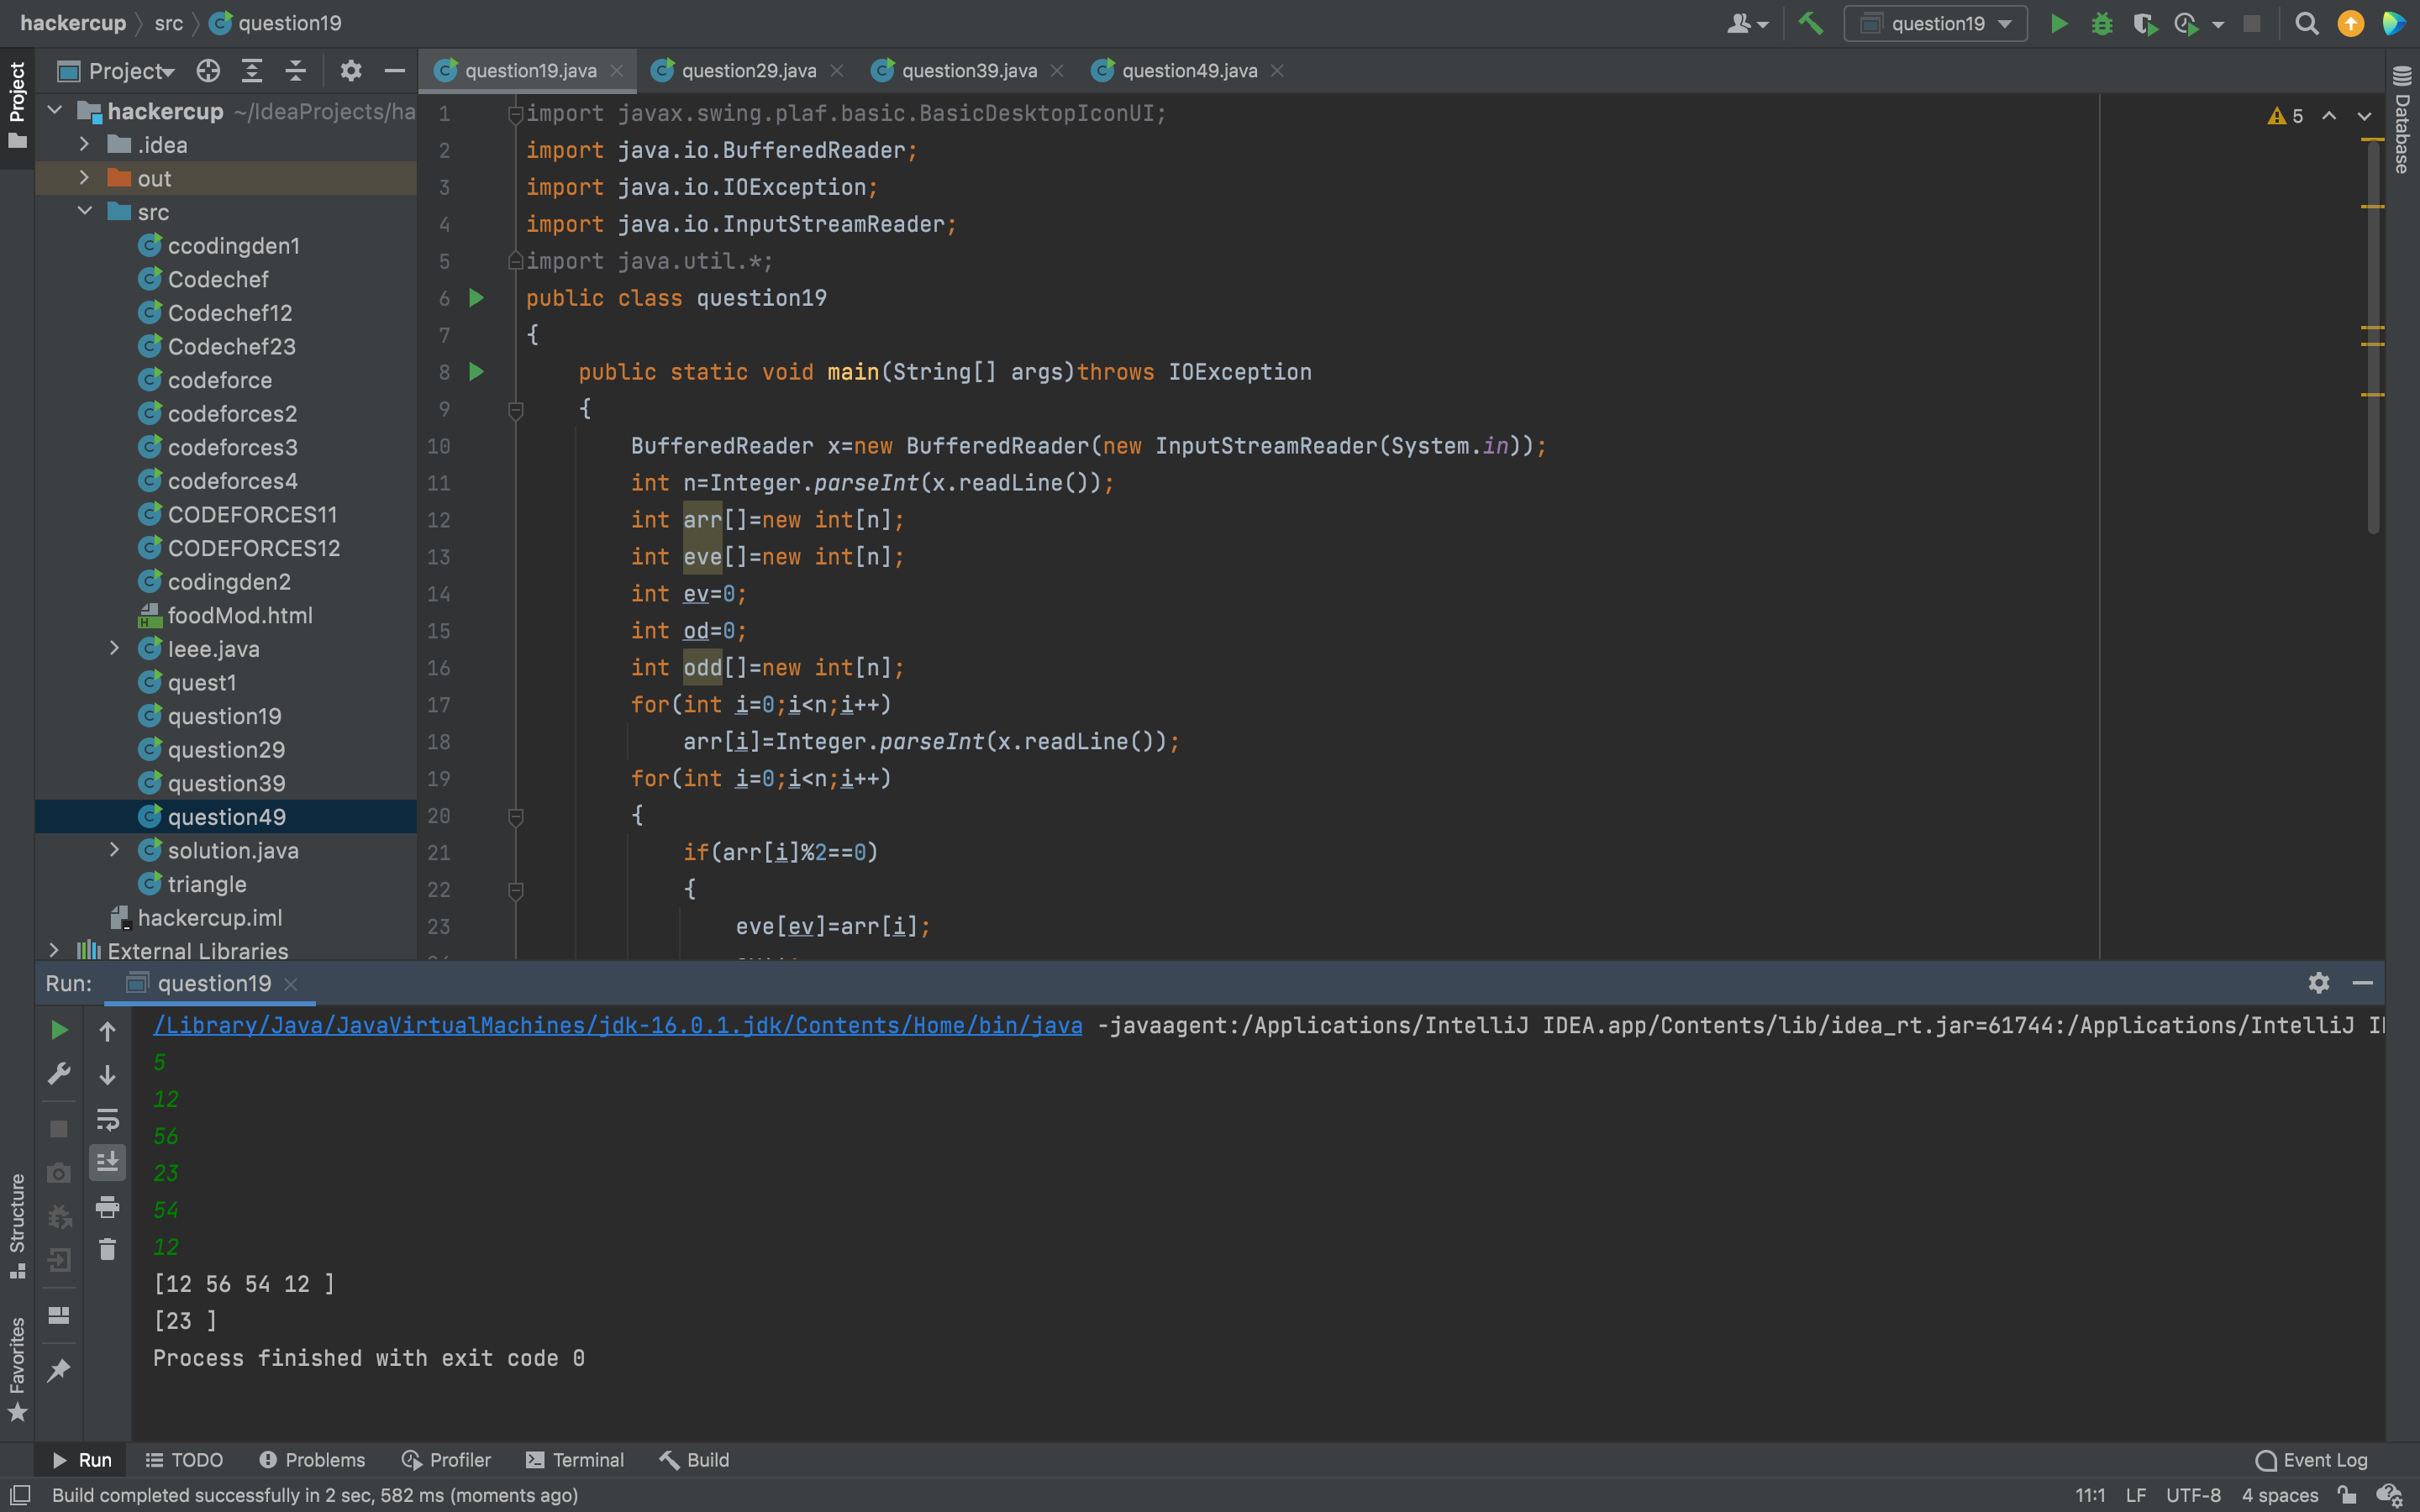 hackercup src question19
question19
Project
question19.java question29.java question39.java question49.java
Project
Database
hackercup ~/IdeaProjects/ha
.idea
out
src
ccodingden1
Codechef
Codechef12
Codechef23
codeforce
codeforces2
codeforces3
codeforces4
CODEFORCES11
CODEFORCES12
codingden2
foodMod.html
quest1
question19
question29
question39
question49
solution.java
triangle
hackercup.iml
External Libraries
5
1 import javax.swing.plaf.basic.BasicDesktopIconUI;
2 import java.io.BufferedReader;
3 import java.io.IOException;
4 import java.io.InputStreamReader;
5 import java.util.*;
6 public class question19
7 {
8 public static void main(String[] args)throws IOException
9 {
10 BufferedReader x=new BufferedReader(new InputStreamReader(System.in));
11 int n=Integer.parseInt(x.readLine());
12 int arr[]=new int[n];
13 int eve[]=new int[n];
14 int ev=0;
15 int od=0;
16 int odd[]=new int[n];
17 for(int i=0;i<n;i++)
18 arr[i]=Integer.parseInt(x.readLine());
19 for(int i=0;i<n;i++)
20 {
21 if(arr[i]%2==0)
22 {
23 eve[ev]=arr[i];
Run: question19
/Library/Java/JavaVirtualMachines/jdk-16.0.1.jdk/Contents/Home/bin/java -javaagent:/Applications/IntelliJ IDEA.app/Contents/lib/idea_rt.jar=61744:/Applications/IntelliJ
5
12
56
23
54
12
[12 56 54 12 ]
[23 ]
Process finished with exit code 0
Structure
Favorites
Run TODO Problems Profiler Terminal Build Event Log
Build completed successfully in 2 sec, 582 ms (moments ago) 11:1 LF UTF-8 4 spaces